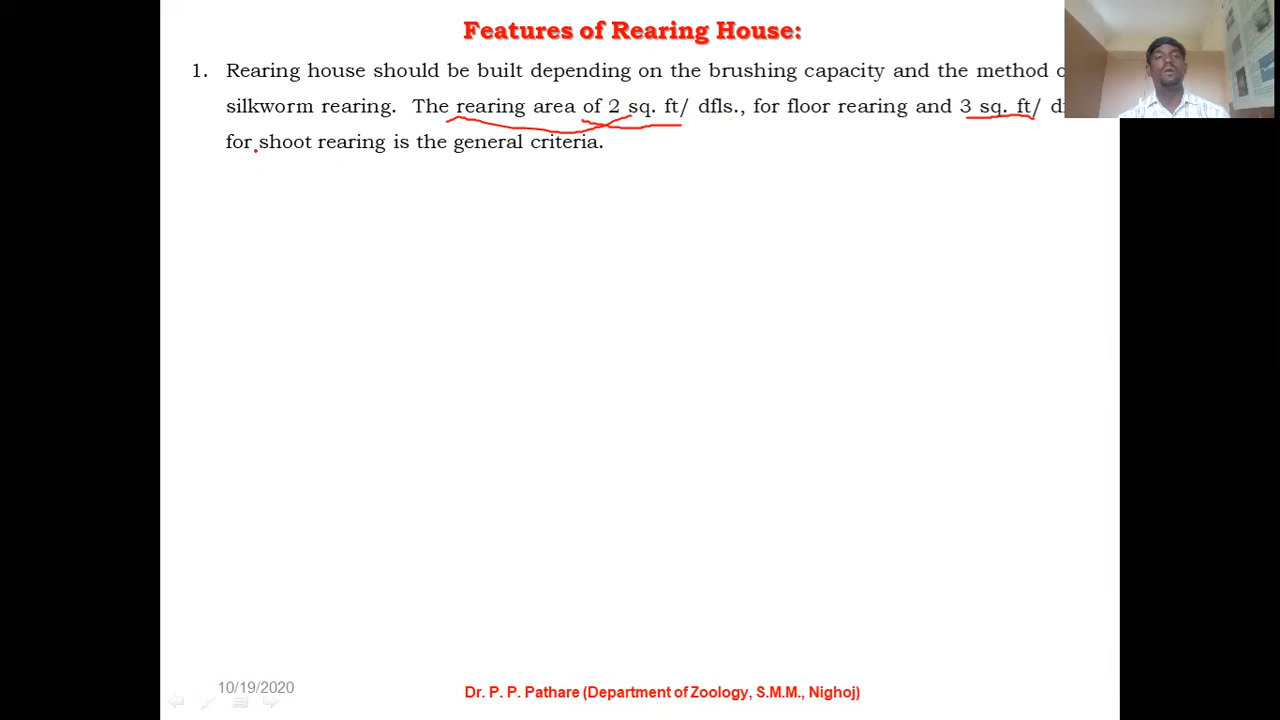 Features of Rearing House:
1. Rearing house should be built depending on the brushing capacity and the method
silkworm rearing. The rearing area of 2 sq. ft/ dfls., for floor rearing and 3 sq. ft/
for shoot rearing is the general criteria.
10/19/2020
Dr. P. P. Pathare (Department of Zoology, S.M.M., Nighoj)